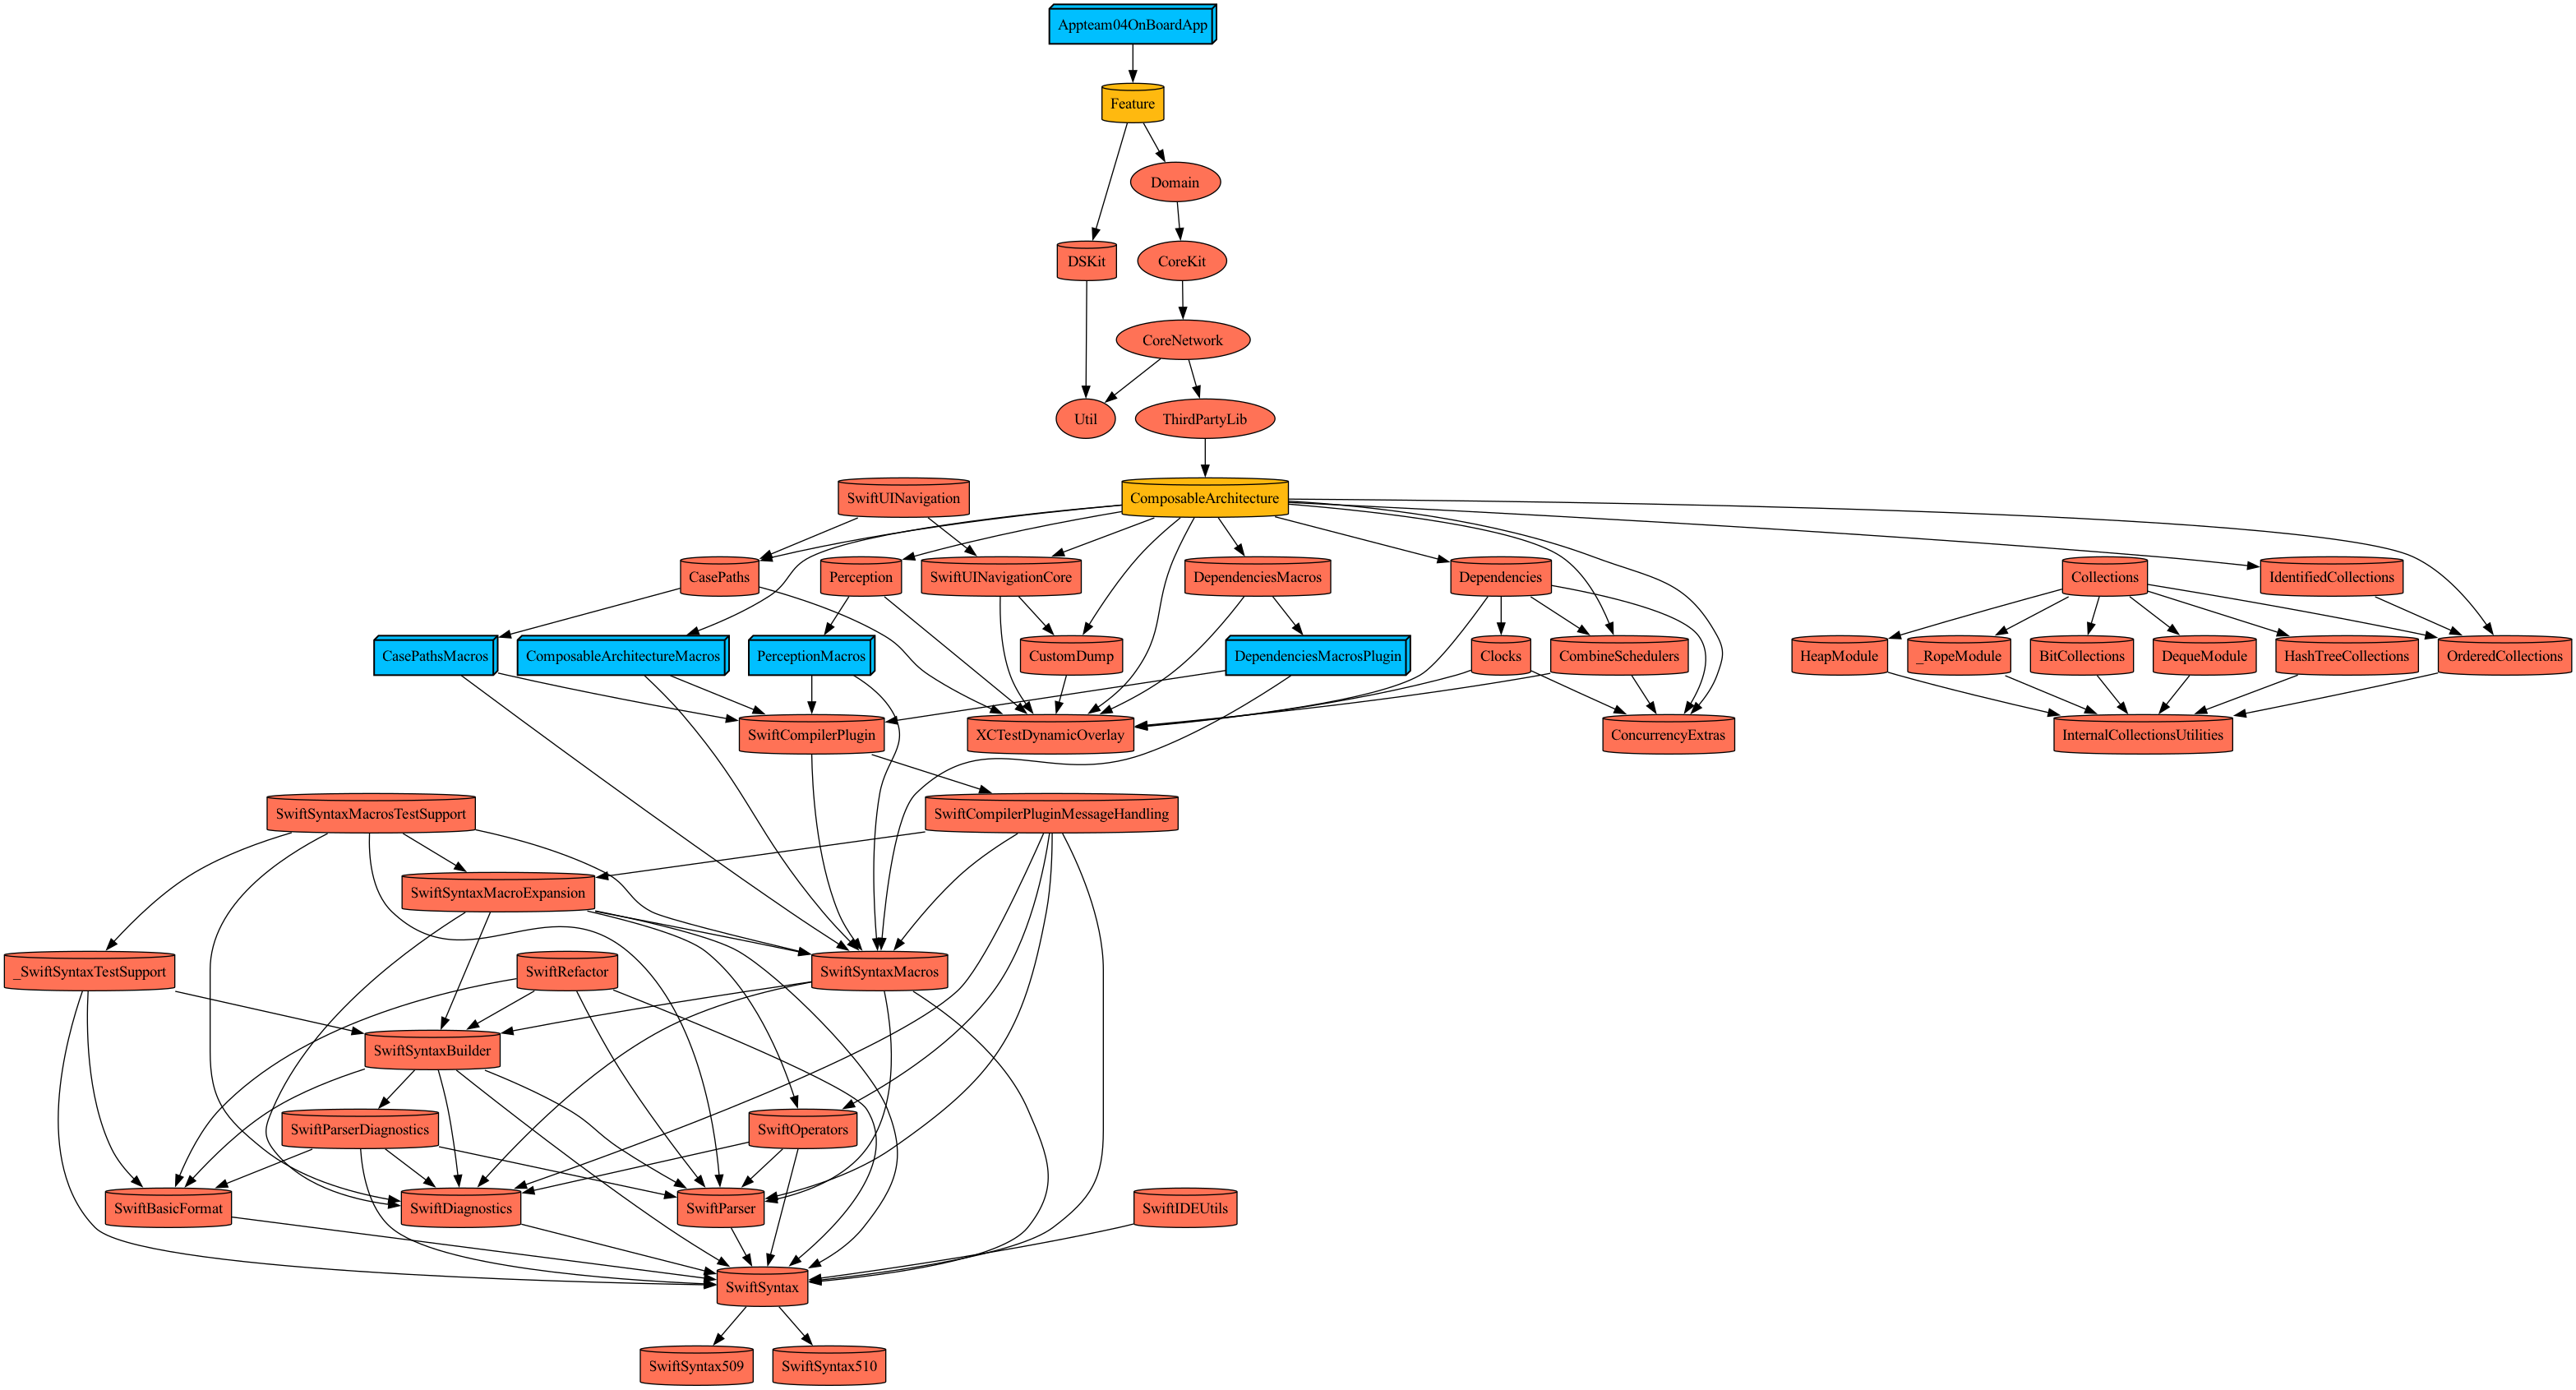 Appteam04OnBoardApp
Feature
Domain
DSKit
CoreKit
CoreNetwork
Util
ThirdPartyLib
SwiftUINavigation
ComposableArchitecture
CasePaths
Perception
SwiftUINavigationCore
DependenciesMacros
Dependencies
Collections
IdentifiedCollections
CasePathsMacros
ComposableArchitectureMacros
PerceptionMacros
CustomDump
DependenciesMacrosPlugin
Clocks
CombineSchedulers
HeapModule
_RopeModule
BitCollections
DequeModule
HashTreeCollections
OrderedCollections
SwiftCompilerPlugin
XCTestDynamicOverlay
ConcurrencyExtras
InternalCollectionsUtilities
SwiftSyntaxMacrosTestSupport
SwiftCompilerPluginMessageHandling
SwiftSyntaxMacroExpansion
_SwiftSyntaxTestSupport
SwiftRefactor
SwiftSyntaxMacros
SwiftSyntaxBuilder
SwiftParserDiagnostics
SwiftOperators
SwiftBasicFormat
SwiftDiagnostics
SwiftParser
SwiftIDEUtils
SwiftSyntax
SwiftSyntax509
SwiftSyntax510